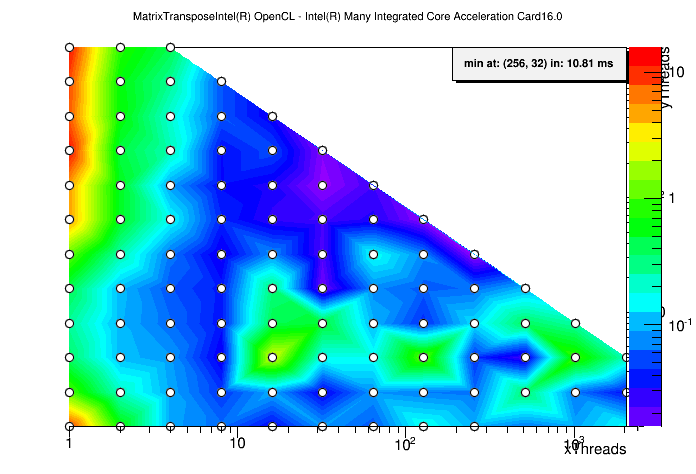 MatrixTransposeIntel(R) OpenCL - Intel(R) Many Integrated Core Acceleration Card16.0
min at: (256, 32) in: 10.81 ms
yThreads
10
1
10-1
1
10
10²
10³
xThreads